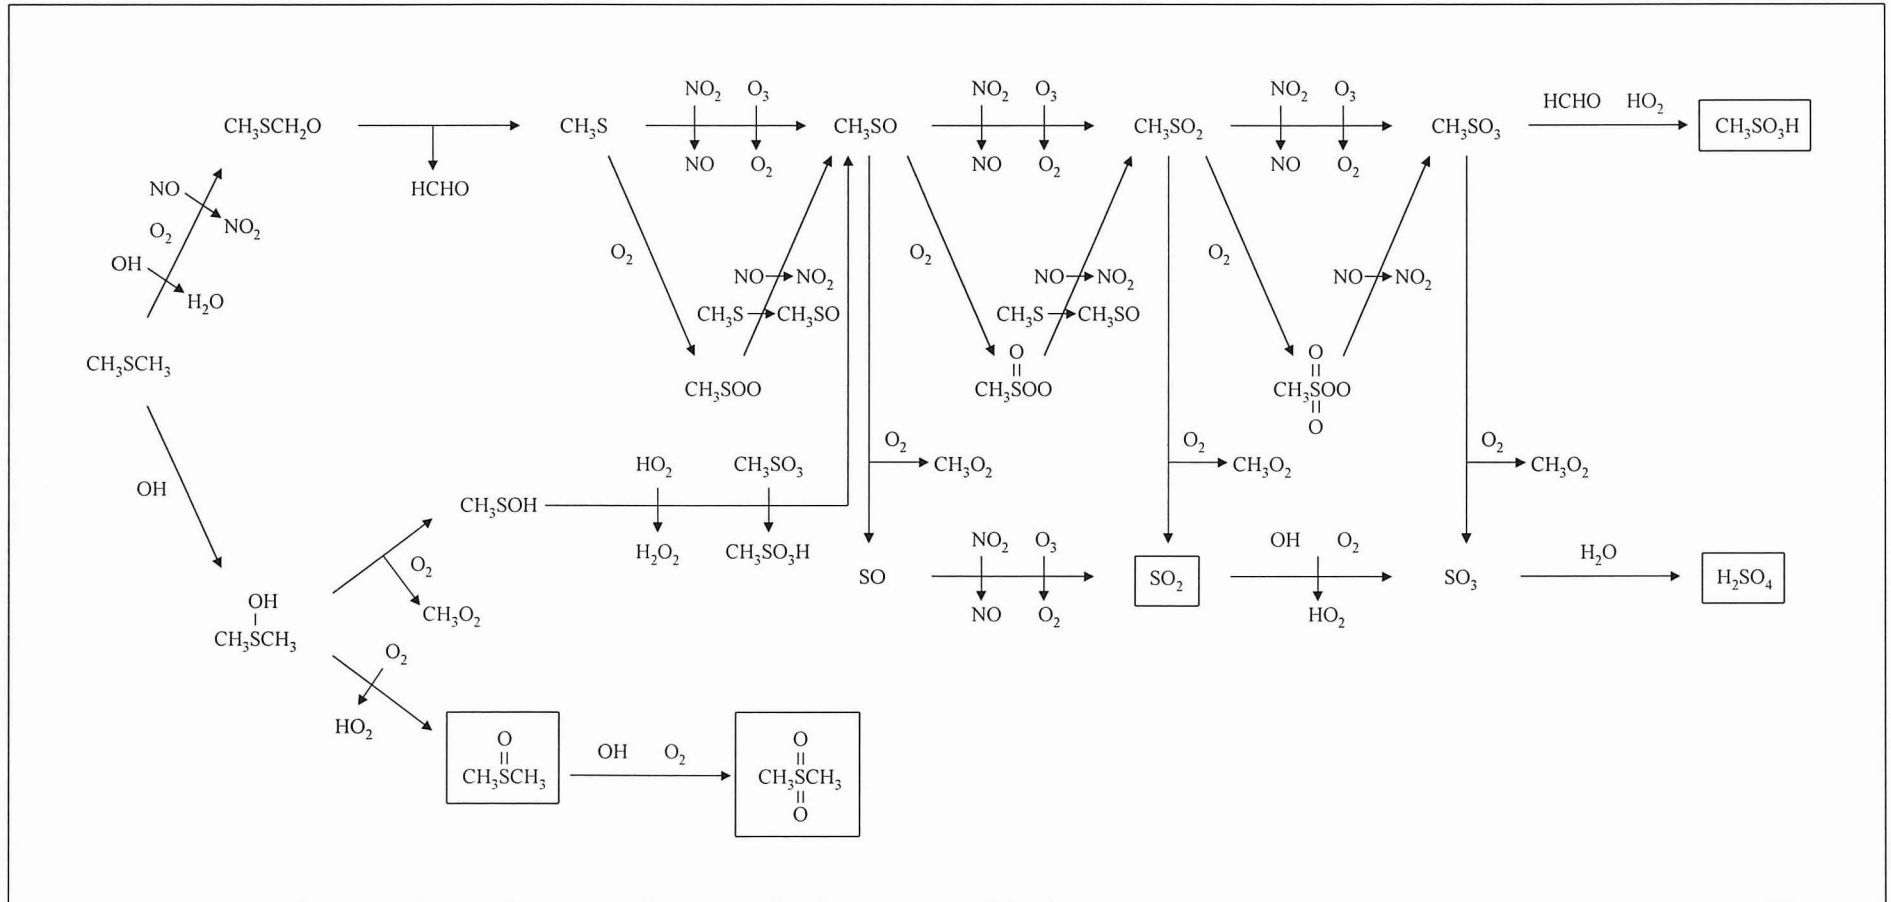 NO₂ O₃ NO₂ O₃ NO₂ O₃ HCHO HO₂
CH₃SCH₂O CH₃S CH₃SO CH₃SO₂ CH₃SO₃ CH₃SO₃H
NO O₂ NO O₂ NO O₂
NO HCHO
O₂ NO₂
OH O₂ O₂ O₂
H₂O NO NO₂ NO NO₂ NO NO₂
CH₃S CH₃SO CH₃S CH₃SO
CH₃SCH₃ O O
CH₃SOO CH₃SOO CH₃SOO
O
O₂ O₂ O₂
HO₂ CH₃SO₃ CH₃O₂ CH₃O₂ CH₃O₂
OH CH₃SOH
H₂O₂ CH₃SO₃H NO₂ O₃ OH O₂ H₂O
O₂ SO SO₂ SO₃ H₂SO₄
OH CH₃O₂ NO O₂ HO₂
CH₃SCH₃
O₂
HO₂
O O
OH O₂
CH₃SCH₃ CH₃SCH₃
O